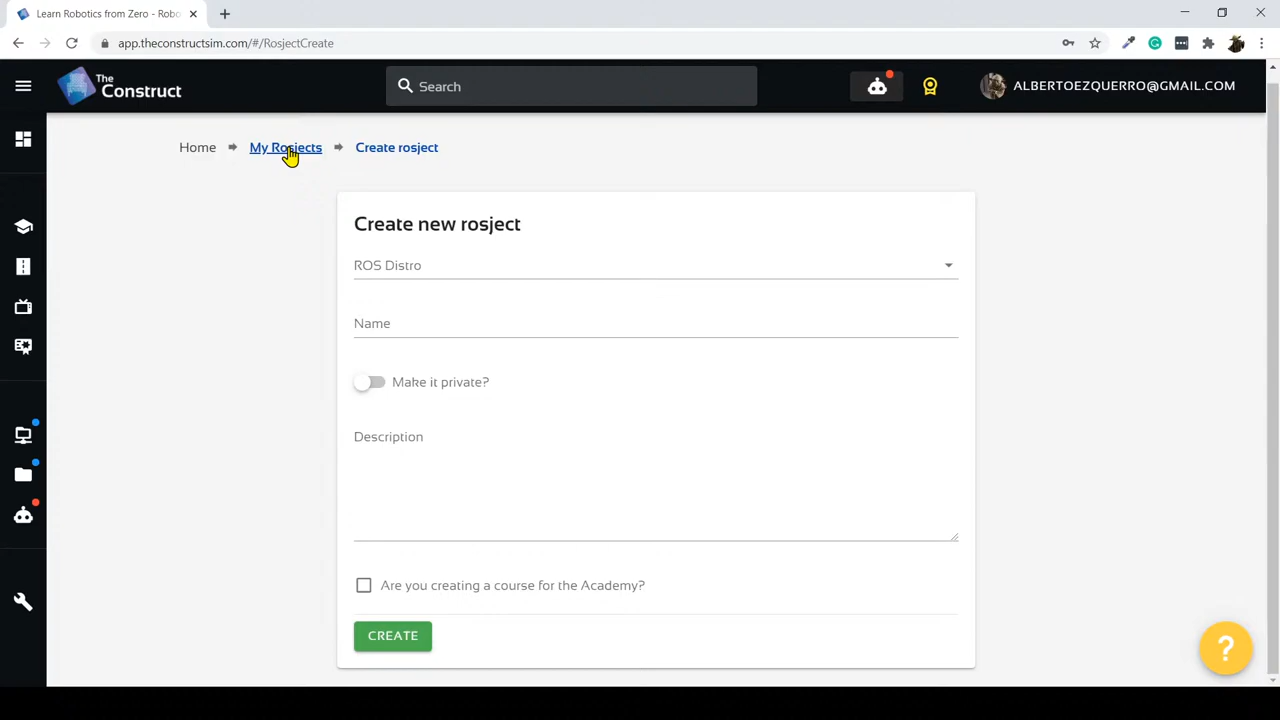 Learn Robotics from Zero - Robo
app.theconstructsim.com/#/RosjectCreate
The
Construct
Search
ALBERTOEZQUERRO@GMAIL.COM
Home
My Rosjects
Create rosject
Create new rosject
ROS Distro
Name
Make it private?
Description
Are you creating a course for the Academy?
CREATE
?